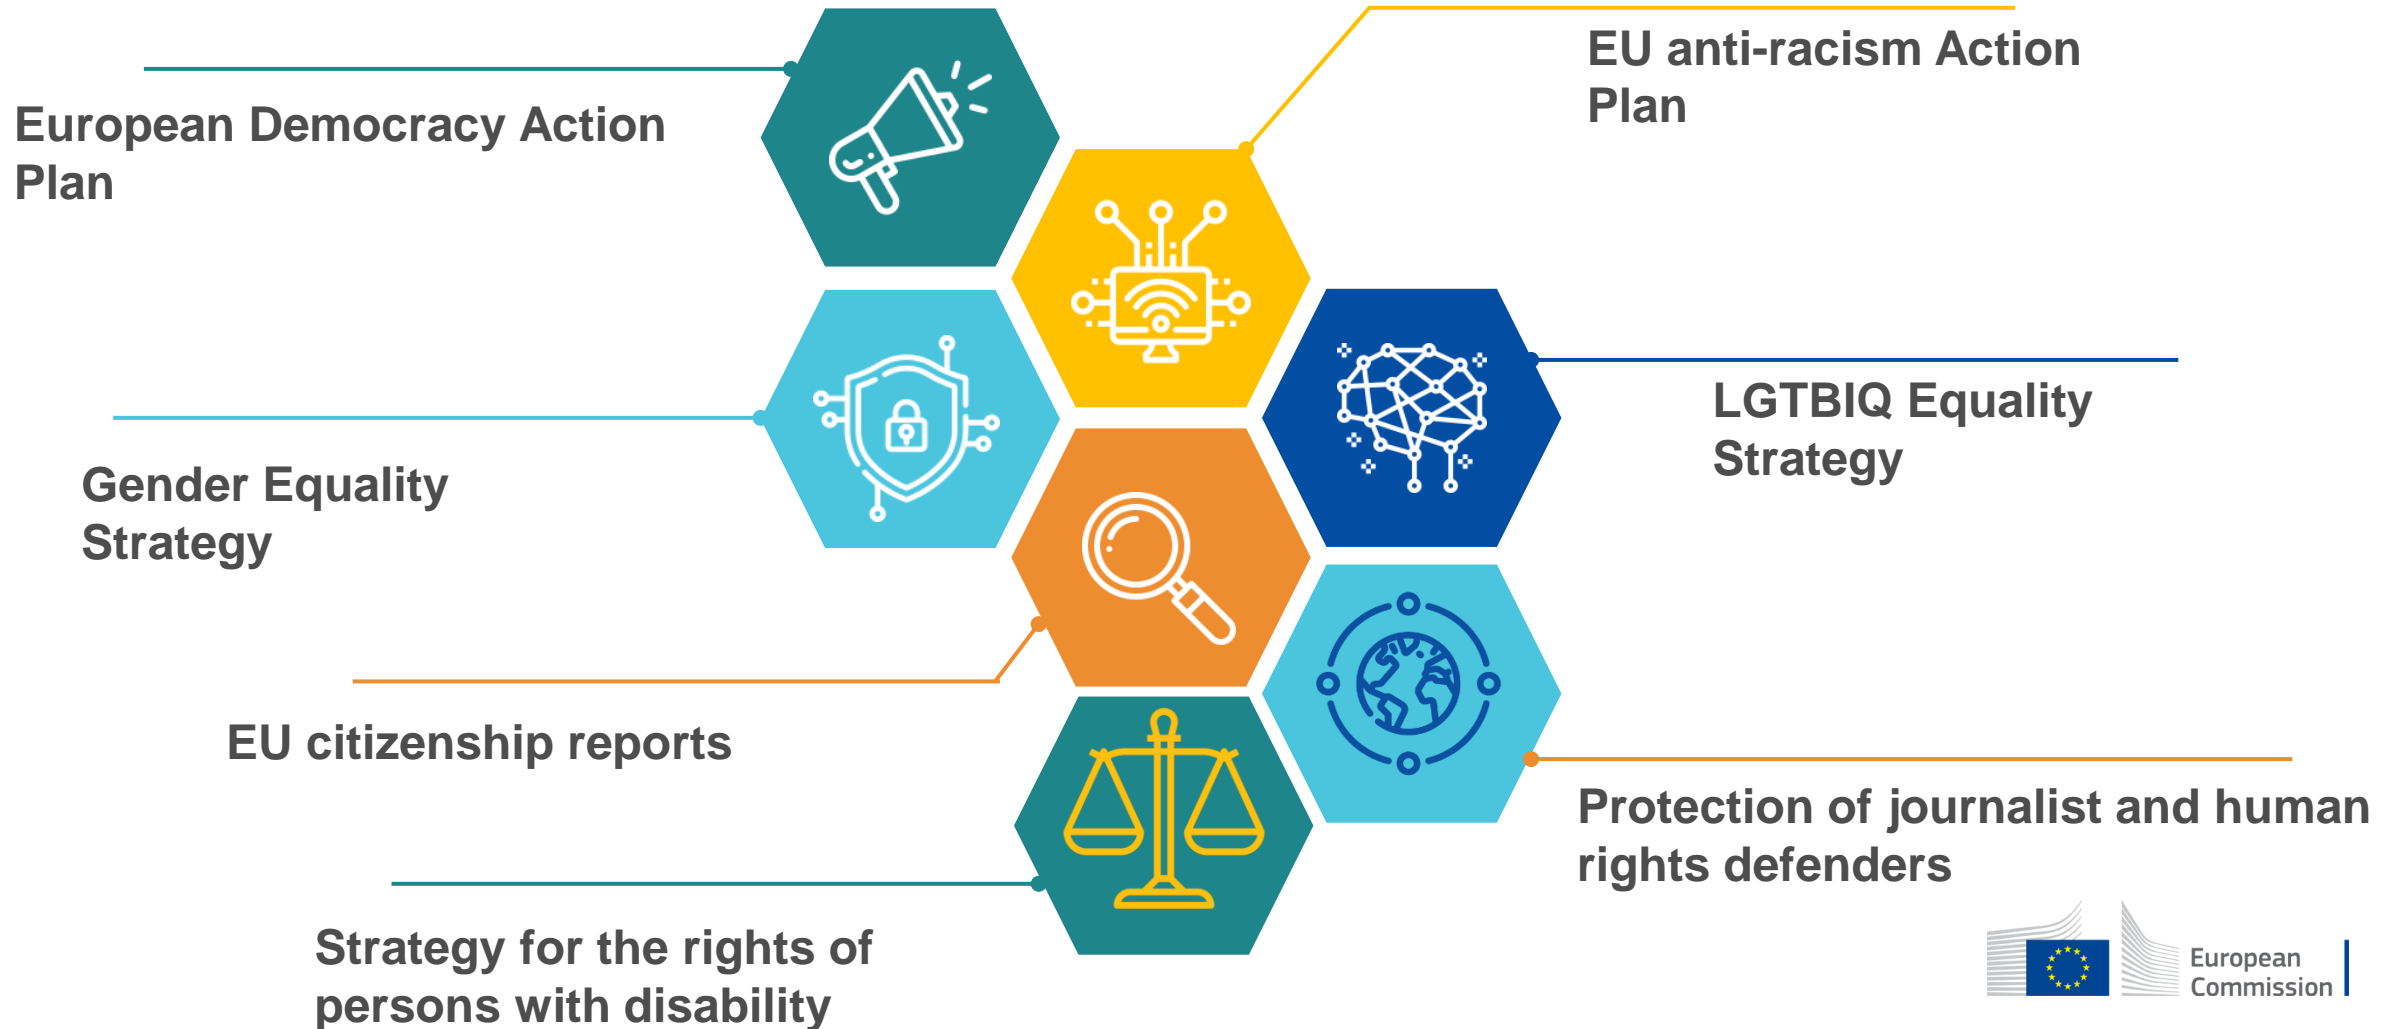 European Democracy Action
Plan
EU anti-racism Action
Plan
Gender Equality
Strategy
LGTBIQ Equality
Strategy
EU citizenship reports
Protection of journalist and human
rights defenders
Strategy for the rights of
persons with disability
European
Commission